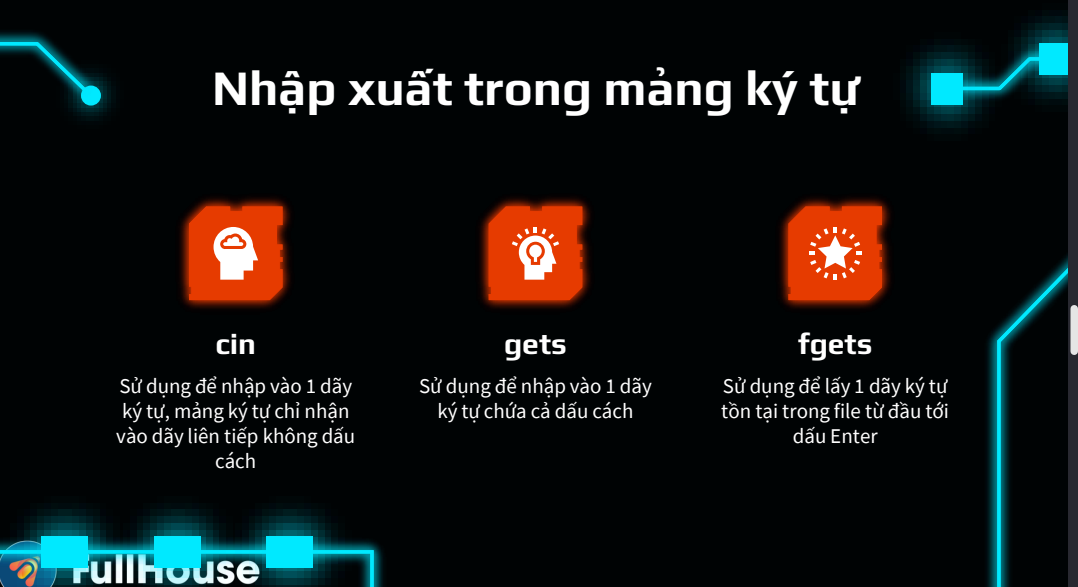 Nhập xuất trong mảng ký tự
cin
Sử dụng để nhập vào 1 dãy
ký tự, mảng ký tự chỉ nhận
vào dãy liên tiếp không dấu
cách
gets
Sử dụng để nhập vào 1 dãy
ký tự chứa cả dấu cách
fgets
Sử dụng để lấy 1 dãy ký tự
tồn tại trong file từ đầu tới
dấu Enter
FullHouse